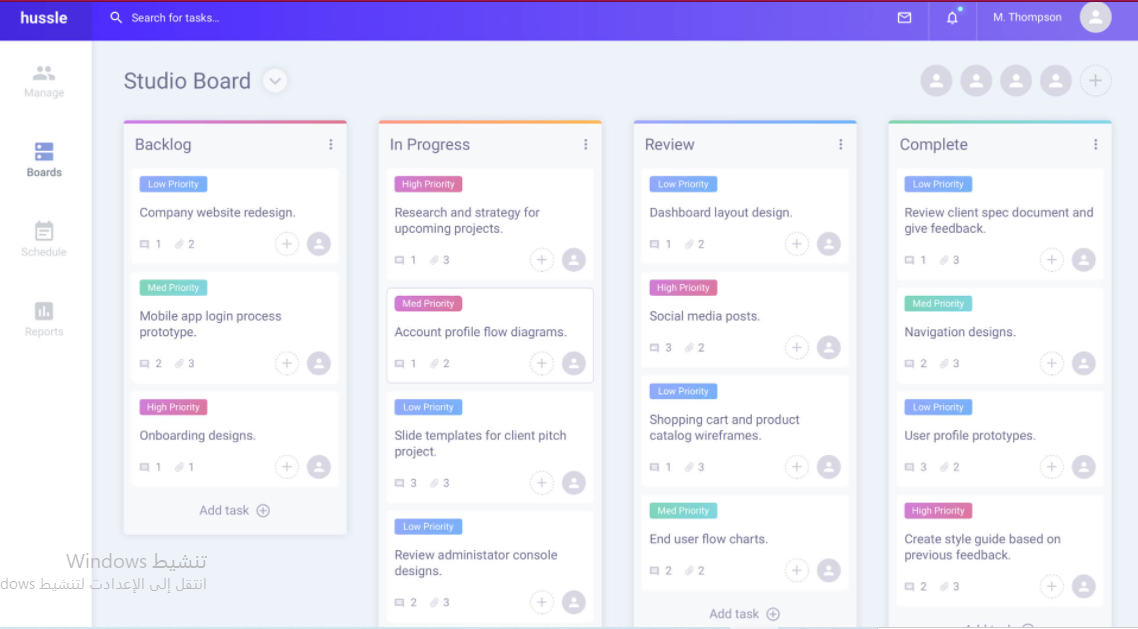 hussle
Search for tasks...
M. Thompson
Manage
Boards
Schedule
Reports
Studio Board
Backlog
Low Priority
Company website redesign.
1 2
Med Priority
Mobile app login process
prototype.
2 3
High Priority
Onboarding designs.
1 1
Add task
In Progress
High Priority
Research and strategy for
upcoming projects.
1 3
Med Priority
Account profile flow diagrams.
1 2
Low Priority
Slide templates for client pitch
project.
3 3
Low Priority
Review administator console
designs.
2 3
Review
Low Priority
Dashboard layout design.
1 2
High Priority
Social media posts.
3 2
Low Priority
Shopping cart and product
catalog wireframes.
1 3
Med Priority
End user flow charts.
2 2
Add task
Complete
Low Priority
Review client spec document and
give feedback.
1 3
Med Priority
Navigation designs.
2 3
Low Priority
User profile prototypes.
3 2
High Priority
Create style guide based on
previous feedback.
2 3
تنشيط Windows
انتقل إلى الإعدادت لتنشيط dows